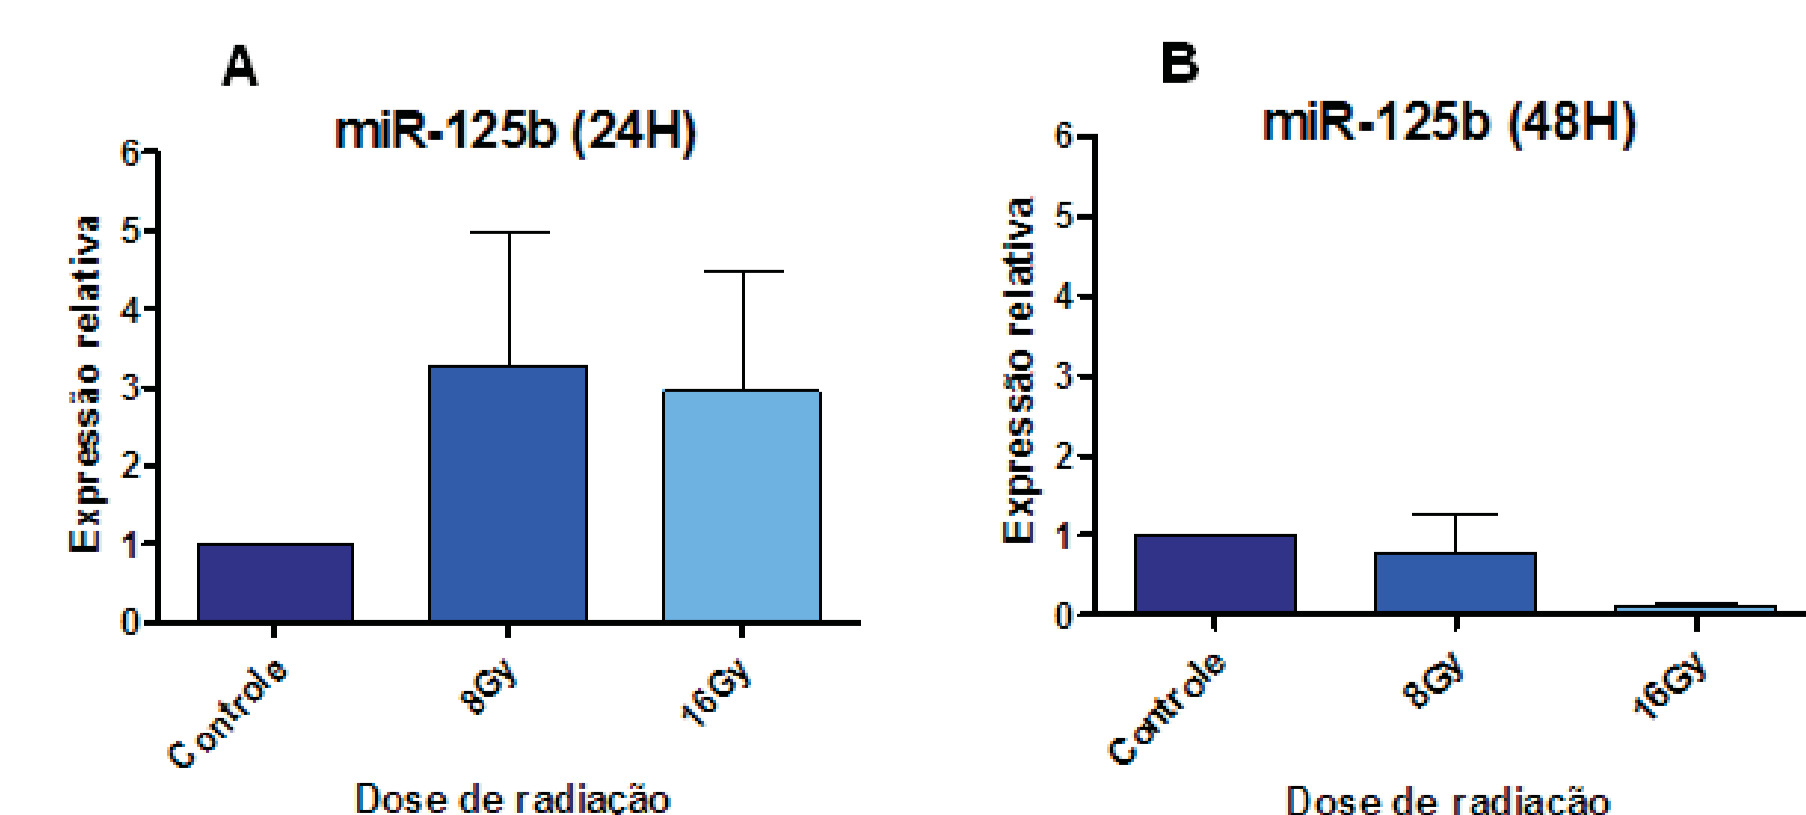 A
miR-125b (24H)
Expressão relativa
6
5
4
3
2
1
0
Controle
8Gy
16Gy
Dose de radiação
B
miR-125b (48H)
Expressão relativa
6
5
4
3
2
1
0
Controle
8Gy
16Gy
Dose de radiação